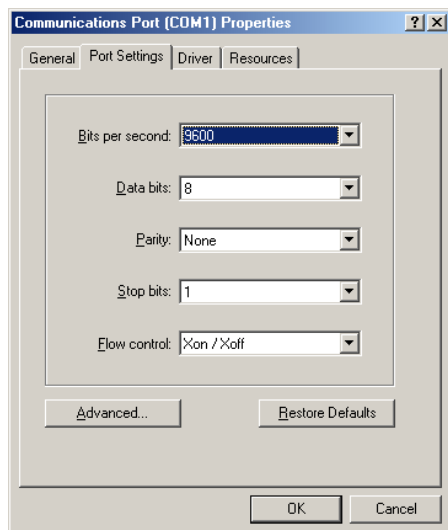 Communications Port (COM1) Properties
General Port Settings Driver Resources
Bits per second: 9600
Data bits: 8
Parity: None
Stop bits: 1
Flow control: Xon / Xoff
Advanced... Restore Defaults
OK Cancel